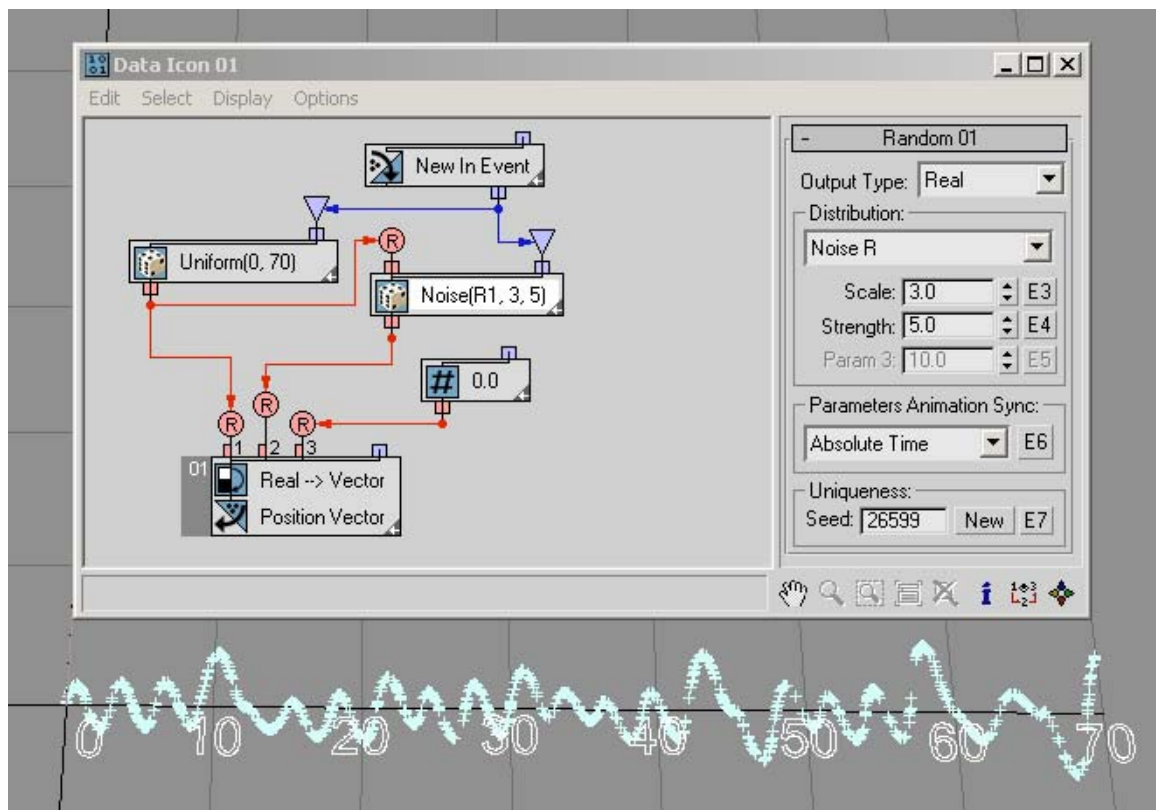 Data Icon 01
Edit Select Display Options
New In Event
R
Uniform(0, 70)
Noise(R1, 3, 5)
0.0
R
R
R
1 2 3
01
Real --> Vector
Position Vector
- Random 01
Output Type: Real
Distribution:
Noise R
Scale: 3.0 E3
Strength: 5.0 E4
Param 3: 10.0 E5
Parameters Animation Sync:
Absolute Time E6
Uniqueness:
Seed: 26599 New E7
0 10 20 30 40 50 60 70